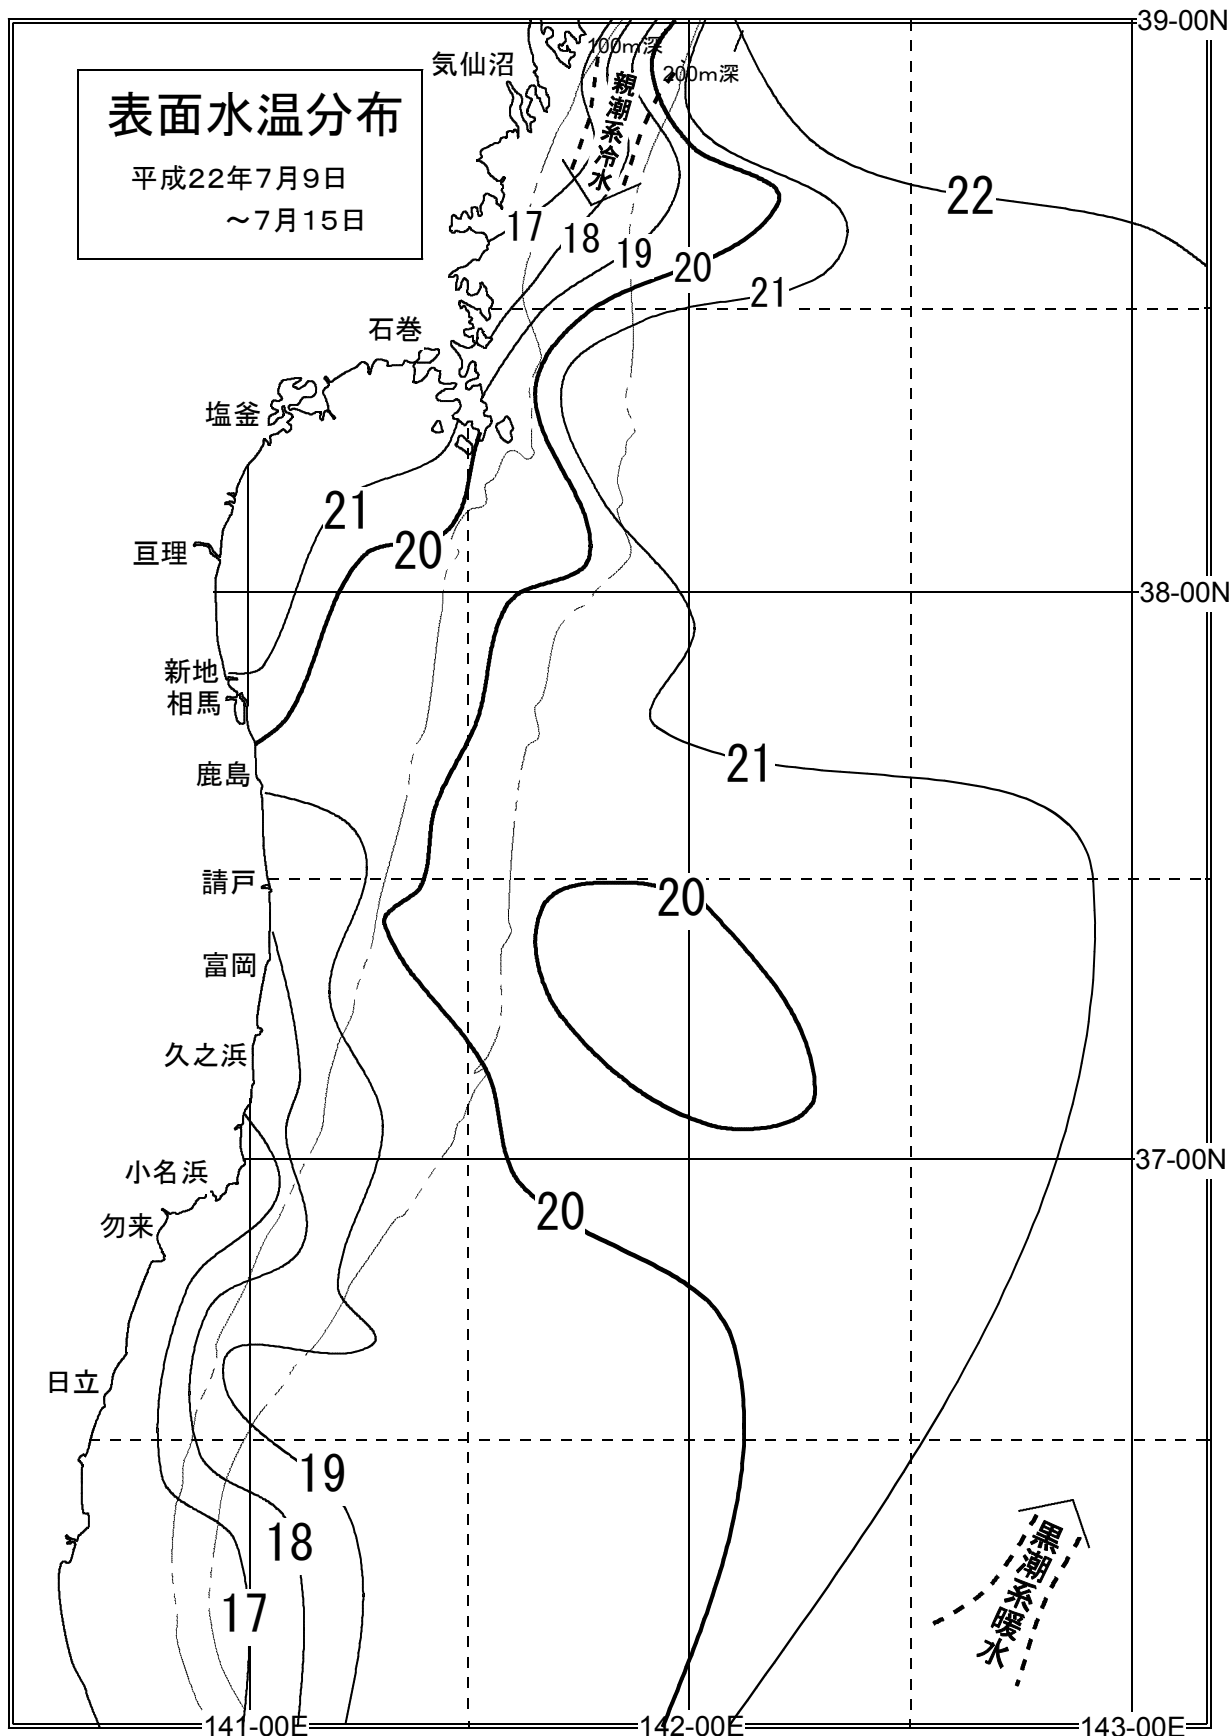 39-00N
100m深
気仙沼
200m深
親潮系冷水
表面水温分布
平成22年7月9日
～7月15日
22
17
18
19
20
21
石巻
塩釜
21
20
亘理
38-00N
新地
相馬
21
鹿島
請戸
20
富岡
久之浜
37-00N
小名浜
20
勿来
日立
19
18
黒潮系暖水
17
141-00E
142-00E
143-00E